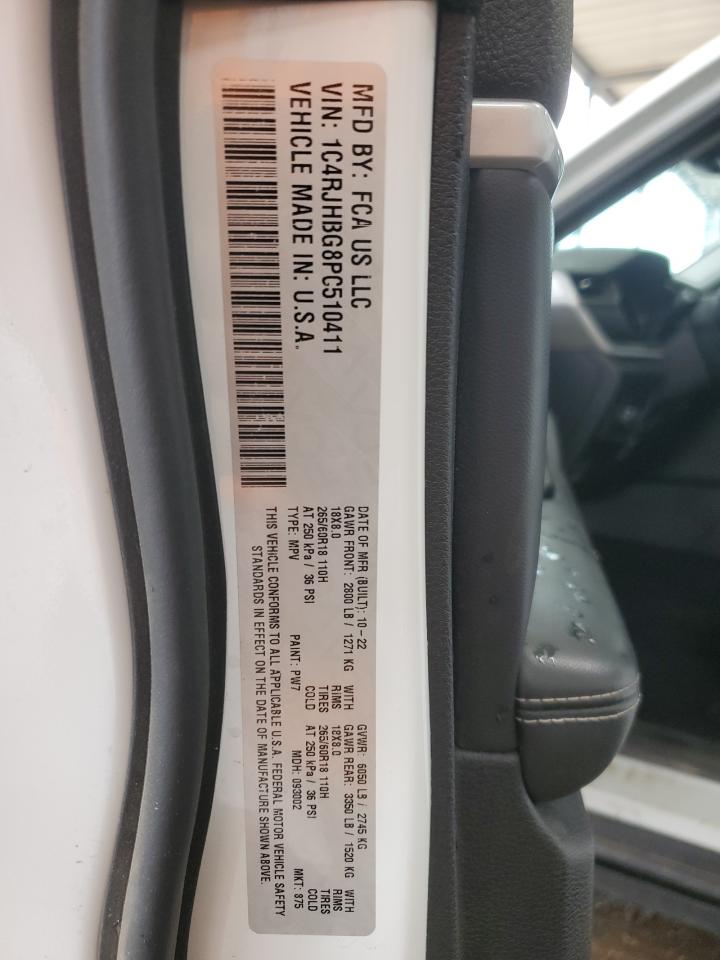 MFD BY: FCA US LLC
VIN: 1C4RJHBG8PC510411
VEHICLE MADE IN: U.S.A.
DATE OF MFR (BUILT): 10-22 GVWR: 6050 LB / 2745 KG
GAWR FRONT: 2800 LB / 1271 KG WITH GAWR REAR: 3350 LB / 1520 KG WITH
18X8.0 RIMS 18X8.0 RIMS
265/60R18 110H TIRES 265/60R18 110H TIRES
AT 250 kPa / 36 PSI COLD AT 250 kPa / 36 PSI COLD
TYPE: MPV PAINT: PW7 MDH: 093002 MKT: 875
THIS VEHICLE CONFORMS TO ALL APPLICABLE U.S.A. FEDERAL MOTOR VEHICLE SAFETY
STANDARDS IN EFFECT ON THE DATE OF MANUFACTURE SHOWN ABOVE.